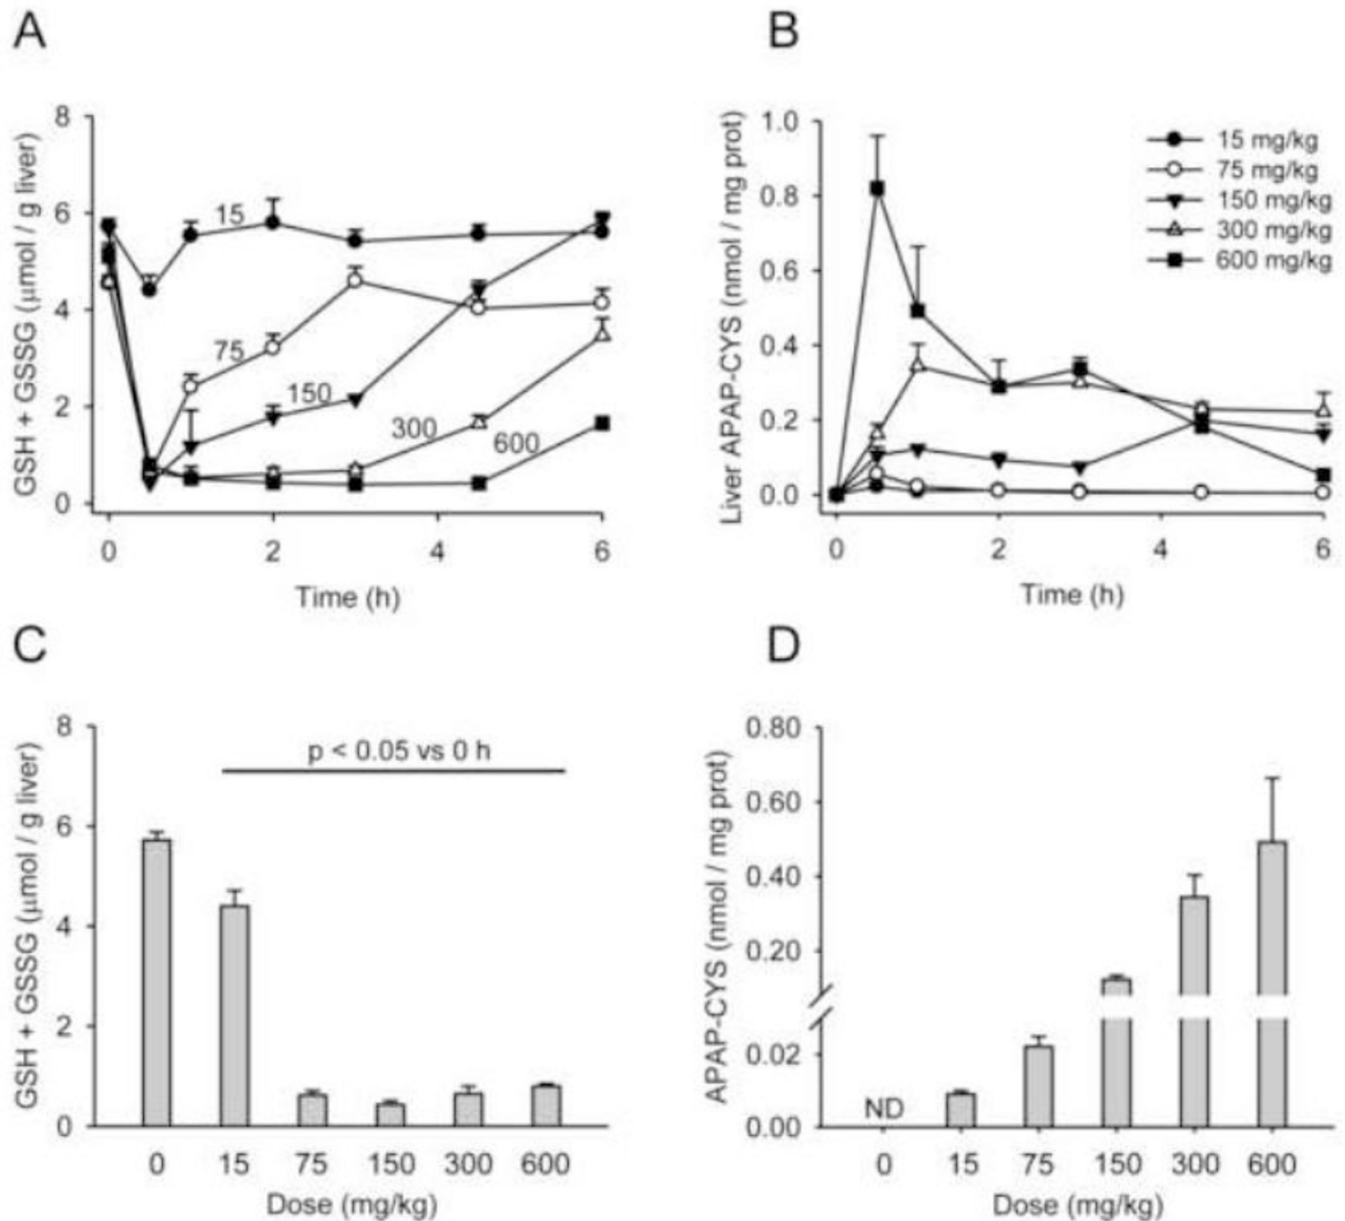 A
GSH + GSSG (μmol / g liver)
8
6
4
2
0
15
75
150
300
600
0 2 4 6
Time (h)
B
Liver APAP-CYS (nmol / mg prot)
1.0
0.8
0.6
0.4
0.2
0.0
15 mg/kg
75 mg/kg
150 mg/kg
300 mg/kg
600 mg/kg
0 2 4 6
Time (h)
C
GSH + GSSG (μmol / g liver)
8
6
4
2
0
p < 0.05 vs 0 h
0 15 75 150 300 600
Dose (mg/kg)
D
APAP-CYS (nmol / mg prot)
0.80
0.60
0.40
0.20
0.02
0.00
ND
0 15 75 150 300 600
Dose (mg/kg)